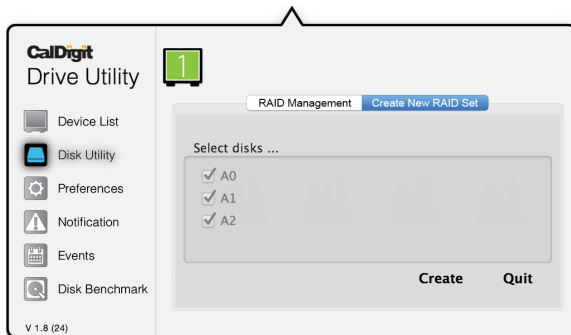 CalDigit
Drive Utility
1
RAID Management Create New RAID Set
Device List
Disk Utility
Preferences
Notification
Events
Disk Benchmark
V 1.8 (24)
Select disks ...
A0
A1
A2
Create Quit